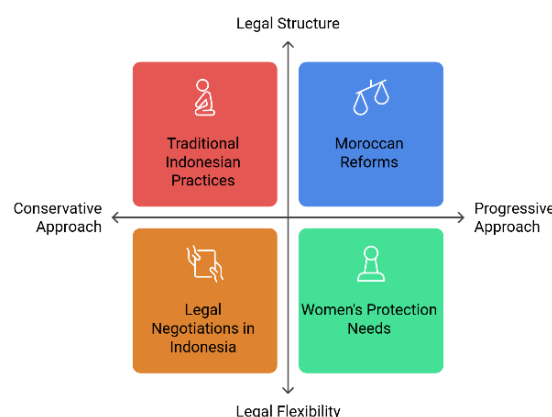 Legal Structure
Traditional
Indonesian
Practices
Moroccan
Reforms
Conservative
Approach
Progressive
Approach
Legal
Negotiations in
Indonesia
Women's Protection
Needs
Legal Flexibility